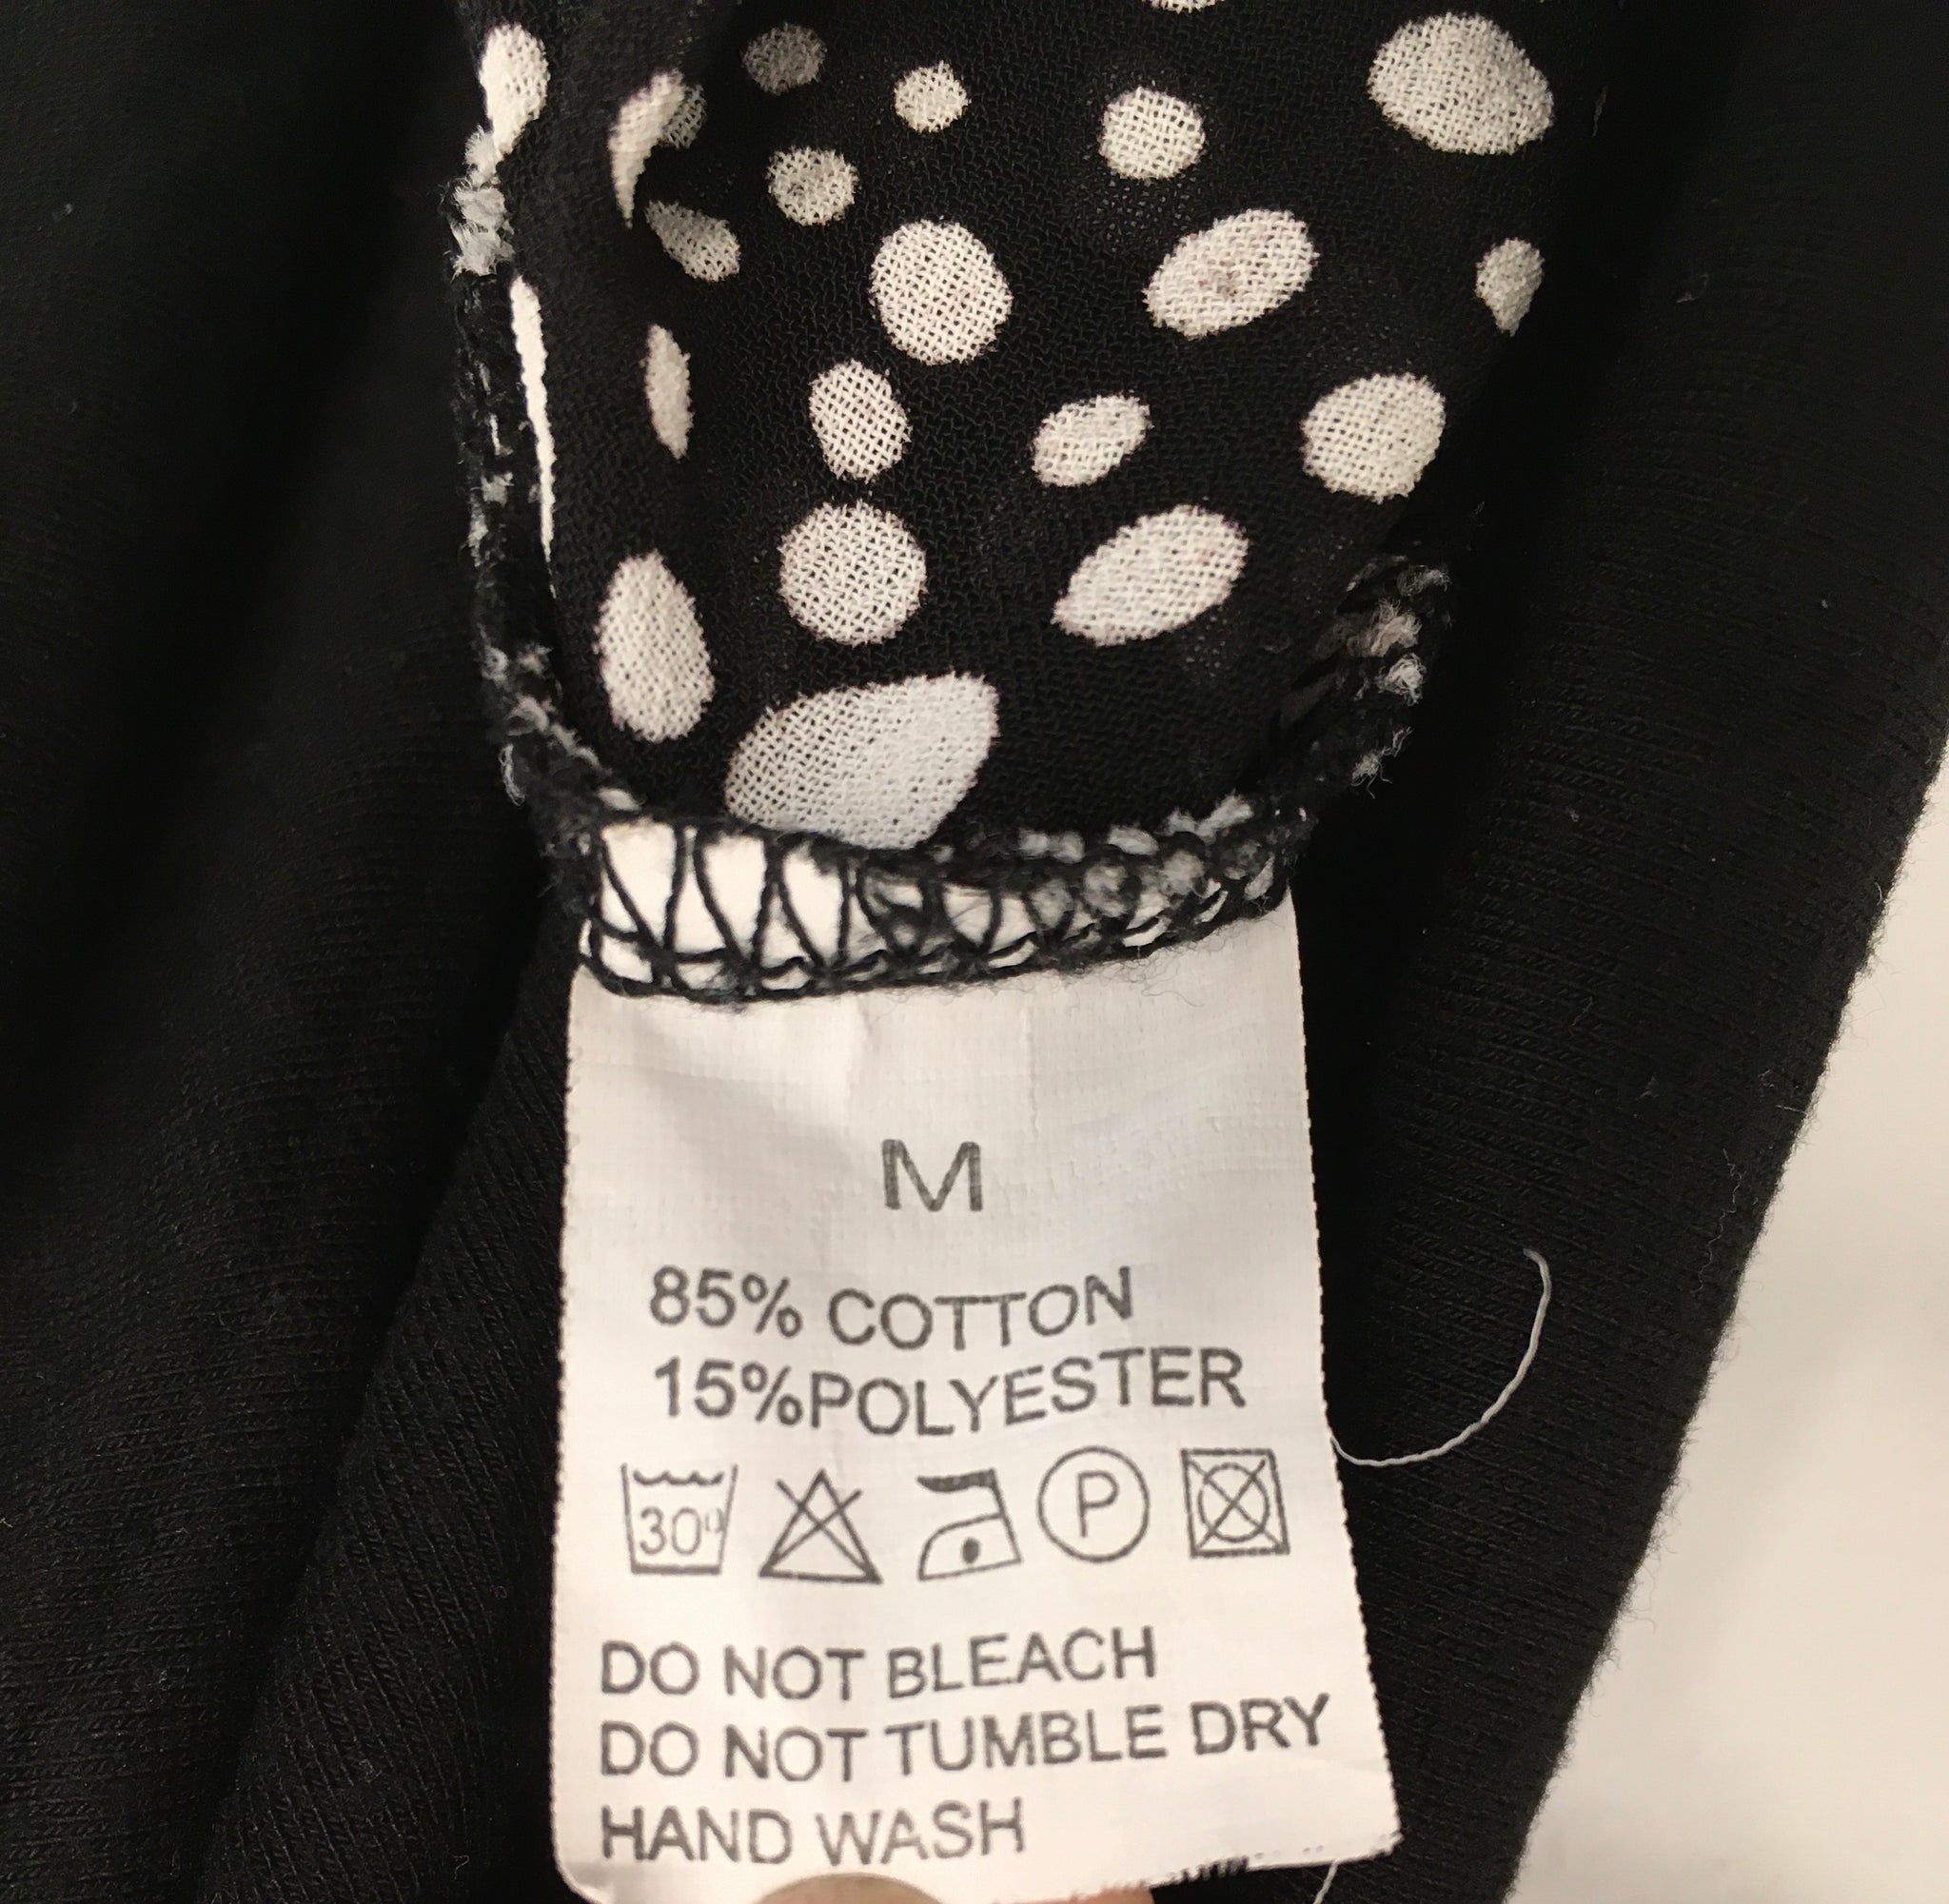 M
85% COTTON
15%POLYESTER
30° P
DO NOT BLEACH
DO NOT TUMBLE DRY
HAND WASH